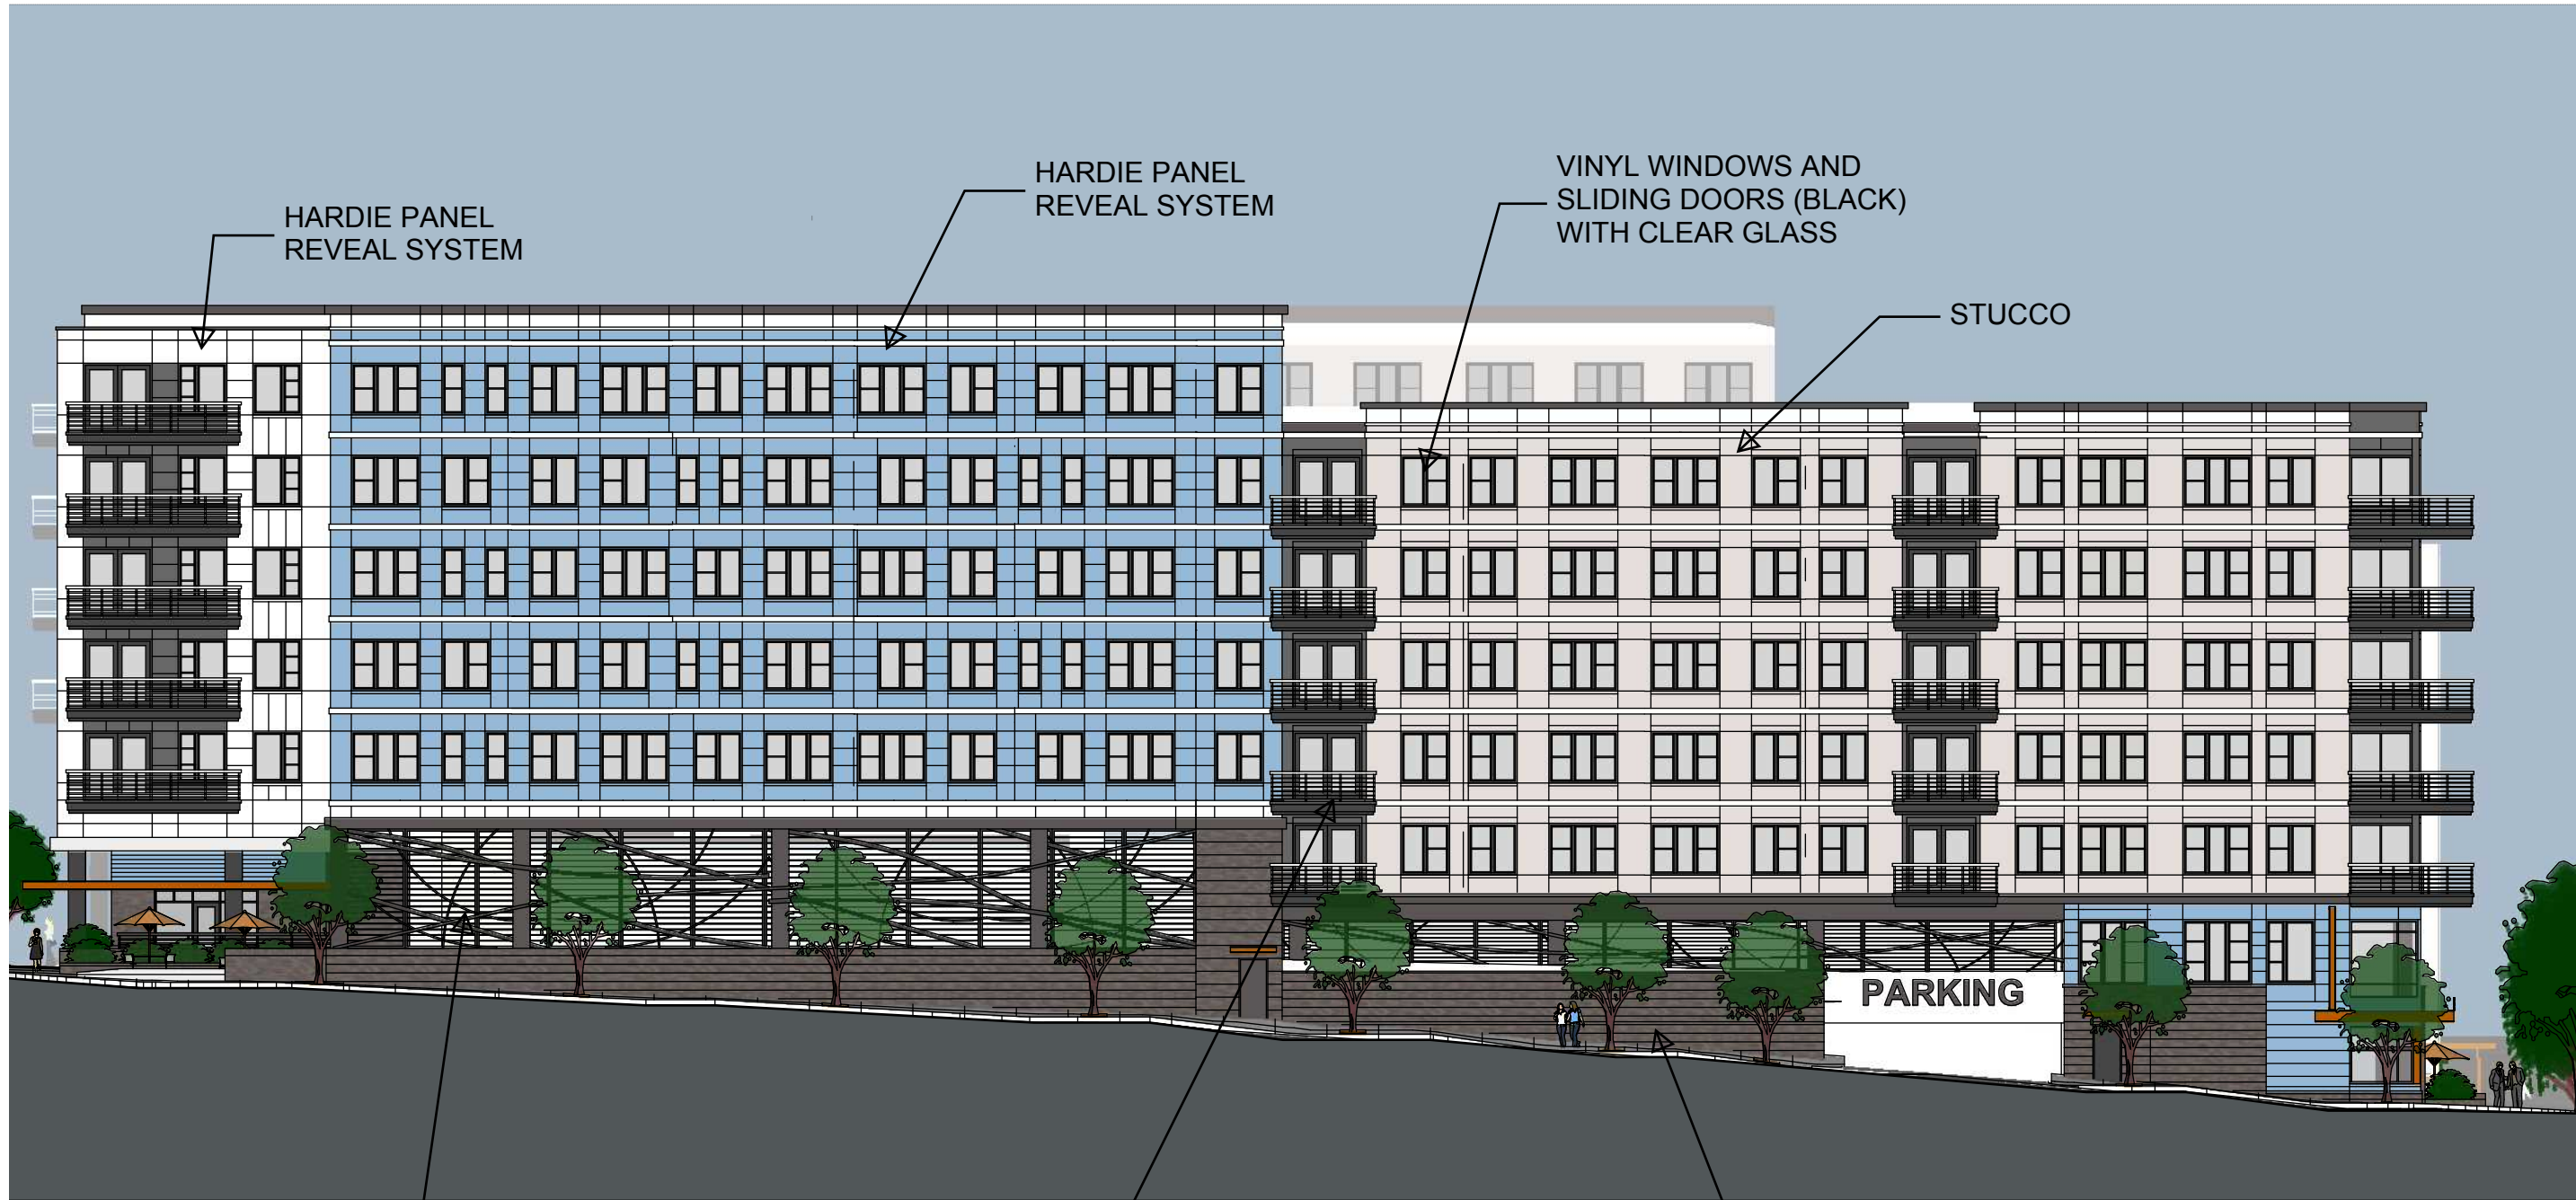 HARDIE PANEL
REVEAL SYSTEM
HARDIE PANEL
REVEAL SYSTEM
VINYL WINDOWS AND
SLIDING DOORS (BLACK)
WITH CLEAR GLASS
STUCCO
PARKING